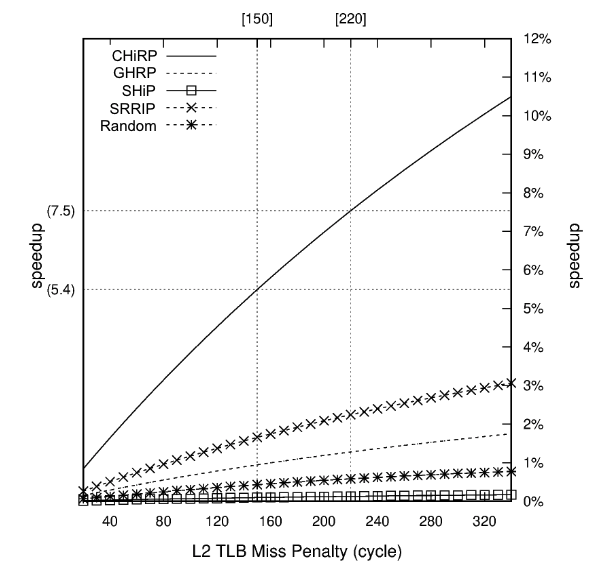 [150] [220]
CHiRP
GHRP
SHiP
SRRIP
Random
(7.5)
(5.4)
speedup
12%
11%
10%
9%
8%
7%
6%
5%
4%
3%
2%
1%
0%
speedup
40 80 120 160 200 240 280 320
L2 TLB Miss Penalty (cycle)